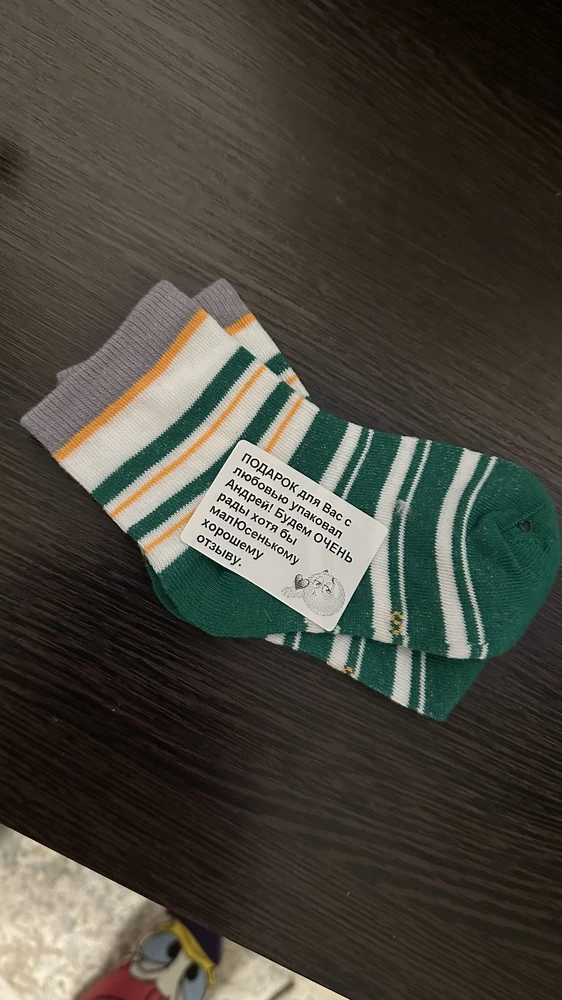 ПОДАРОК для Вас с
любовью упаковал
Андрей! Будем ОЧЕНЬ
рады хотя бы
малЮсенькому
хорошему
отзыву.